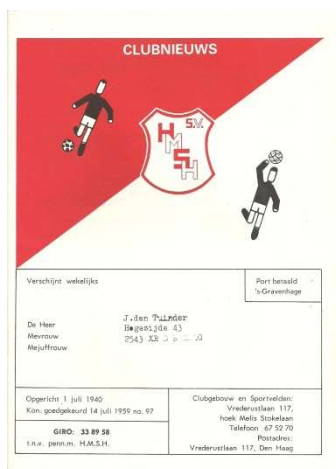 CLUBNIEUWS
S.V.
HMSH
Verschijnt wekelijks
Port betaald
's-Gravenhage
De Heer
Mevrouw
Mejuffrouw
J.den Tuinder
Hogezijde 43
2543
Opgericht 1 juli 1940
Kon. goedgekeurd 14 juli 1959 no. 97
GIRO: 33 89 58
t.n.v. penn.m. H.M.S.H.
Clubgebouw en Sportvelden:
Vrederustlaan 117,
hoek Melis Stokelaan
Telefoon 67 52 70
Postadres:
Vrederustlaan 117, Den Haag